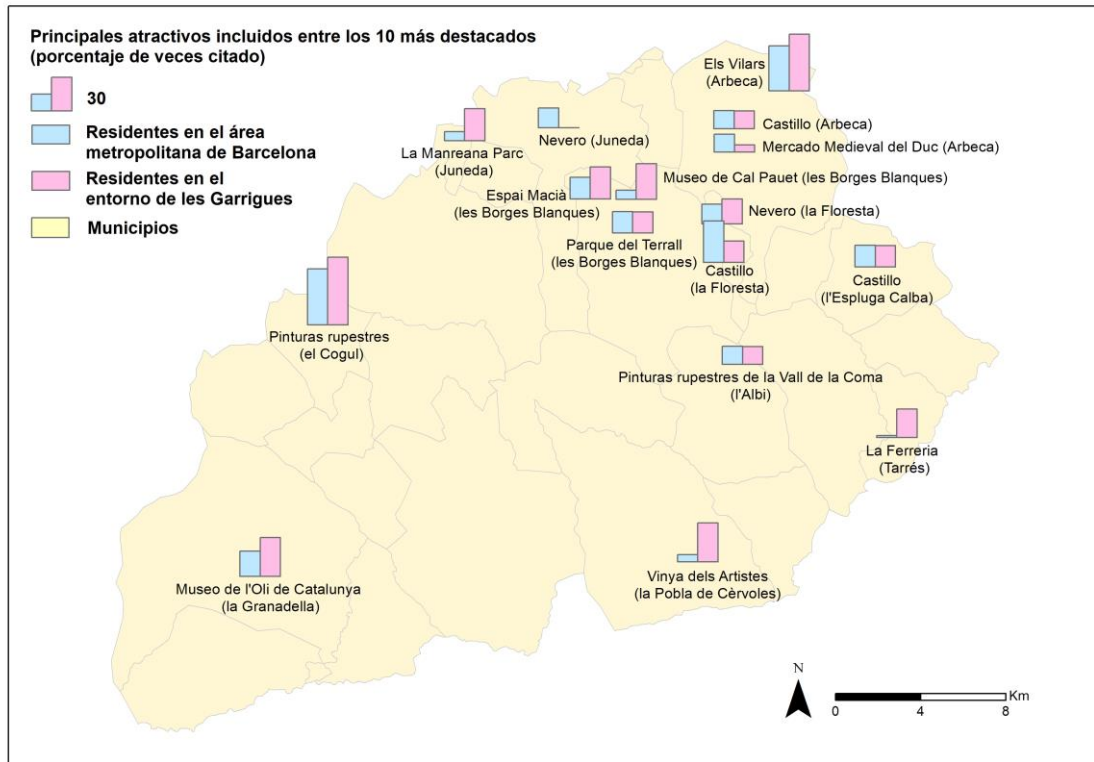 Principales atractivos incluidos entre los 10 más destacados
(porcentaje de veces citado)
30
Residentes en el área
metropolitana de Barcelona
Residentes en el
entorno de les Garrigues
Municipios
Els Vilars
(Arbeca)
Castillo (Arbeca)
Mercado Medieval del Duc (Arbeca)
Nevero (Juneda)
La Manreana Parc
(Juneda)
Museo de Cal Pauet (les Borges Blanques)
Espai Macià
(les Borges Blanques)
Nevero (la Floresta)
Parque del Terrall
(les Borges Blanques)
Castillo
(la Floresta)
Castillo
(l'Espluga Calba)
Pinturas rupestres
(el Cogul)
Pinturas rupestres de la Vall de la Coma
(l'Albi)
La Ferreria
(Tarrés)
Museo de l'Oli de Catalunya
(la Granadella)
Vinya dels Artistes
(la Pobla de Cèrvoles)
N
Km
0 4 8